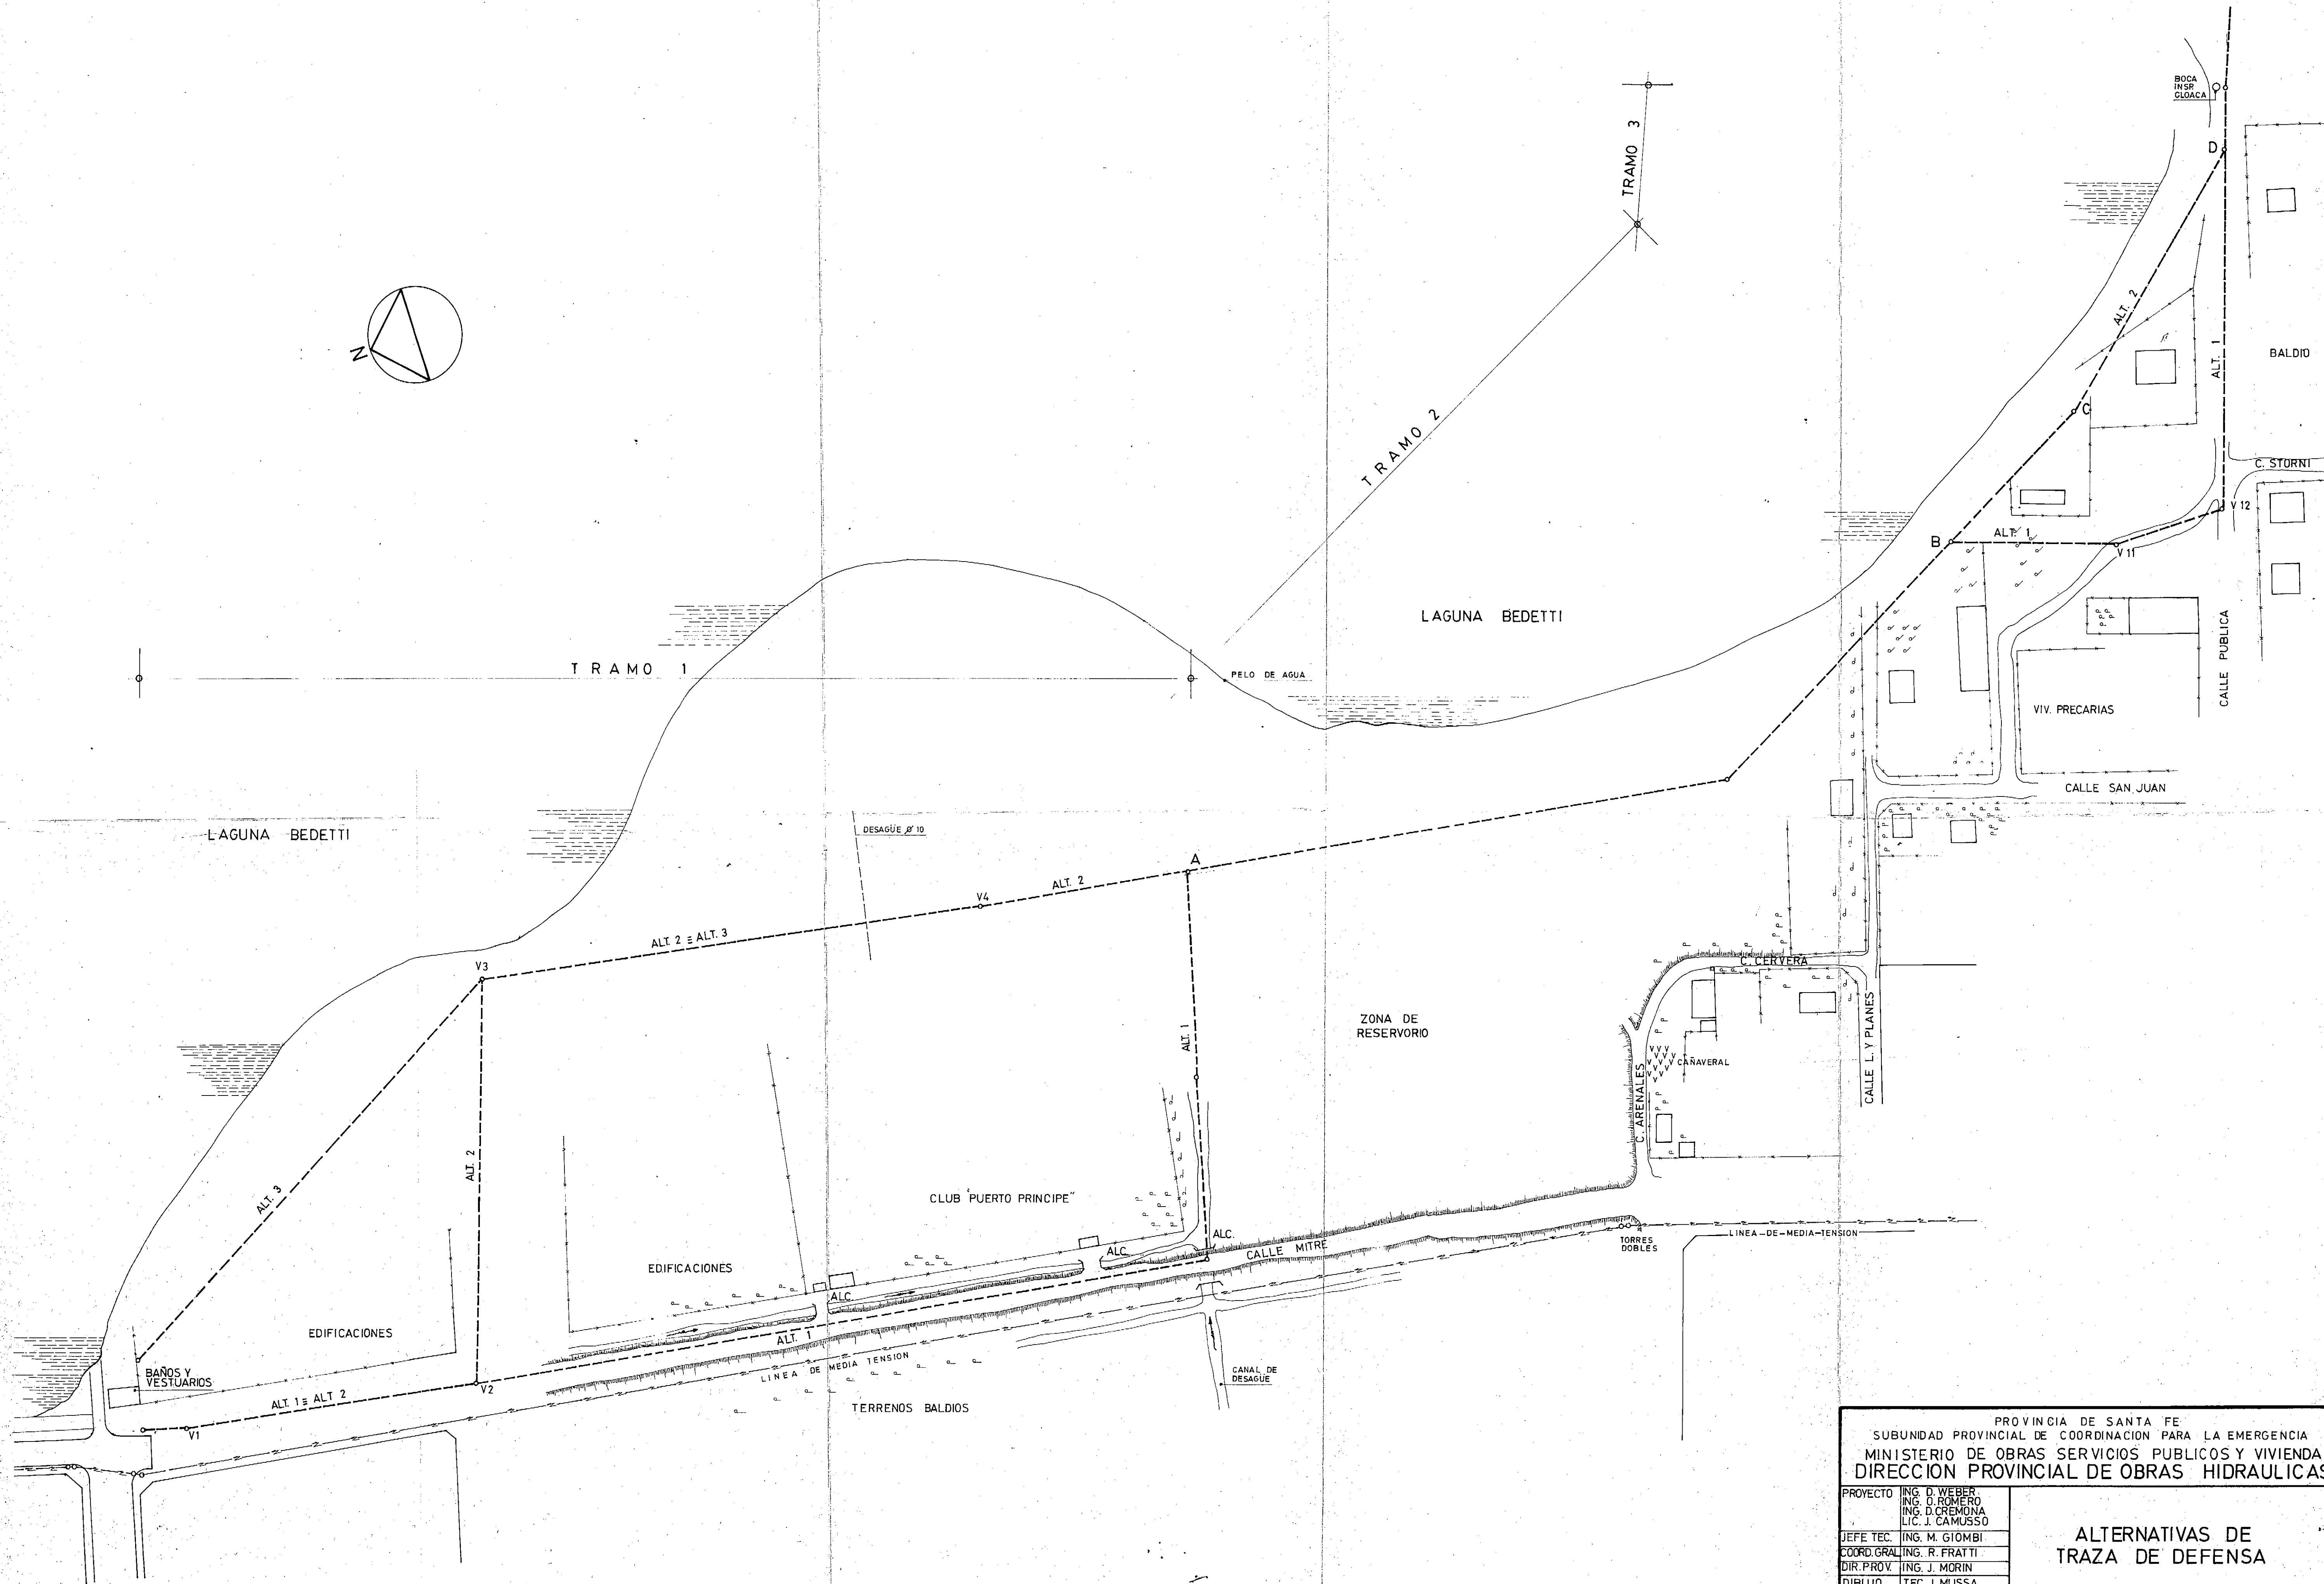 BOCA
INSP.
CLOACA
D
TRAMO 3
N
ALT. 2
ALT. 1
BALDIO
C
TRAMO 2
C. STORNI
V 12
B
ALT. 1
V 11
LAGUNA BEDETTI
TRAMO 1
PELO DE AGUA
CALLE PUBLICA
VIV. PRECARIAS
CALLE SAN JUAN
LAGUNA BEDETTI
DESAGÜE Ø 10
A
ALT. 2
V4
ALT. 2 ≡ ALT. 3
V3
C. CERVERA
ZONA DE
RESERVORIO
ALT. 1
CAÑAVERAL
C. ARENALES
CALLE L. Y PLANES
ALT. 2
ALT. 3
CLUB "PUERTO PRINCIPE"
ALC.
ALC.
CALLE MITRE
TORRES
DOBLES
LINEA-DE-MEDIA-TENSION
EDIFICACIONES
ALC.
EDIFICACIONES
ALT. 1
LINEA DE MEDIA TENSION
BAÑOS Y
VESTUARIOS
CANAL DE
DESAGÜE
V2
ALT. 1 ≡ ALT 2
TERRENOS BALDIOS
V1
PROVINCIA DE SANTA FE
SUBUNIDAD PROVINCIAL DE COORDINACION PARA LA EMERGENCIA
MINISTERIO DE OBRAS SERVICIOS PUBLICOS Y VIVIENDA
DIRECCION PROVINCIAL DE OBRAS HIDRAULICAS
PROYECTO ING. D. WEBER
ING. O. ROMERO
ING. D. CREMONA
LIC. J. CAMUSSO
JEFE TEC. ING. M. GIOMBI
COORD. GRAL ING. R. FRATTI
DIR. PROV. ING. J. MORIN
DIBUJO TEC. J. MUSSA
ALTERNATIVAS DE
TRAZA DE DEFENSA